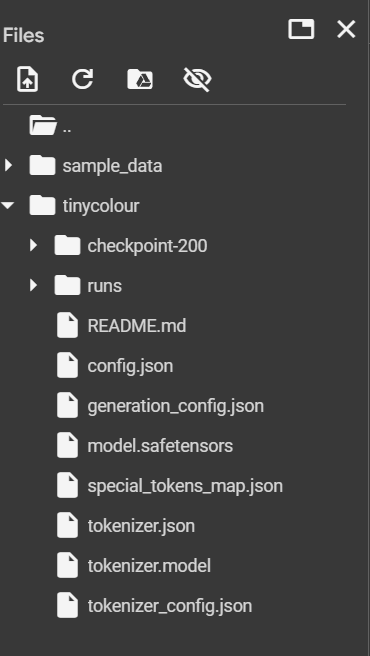 Files
..
sample_data
tinycolour
checkpoint-200
runs
README.md
config.json
generation_config.json
model.safetensors
special_tokens_map.json
tokenizer.json
tokenizer.model
tokenizer_config.json